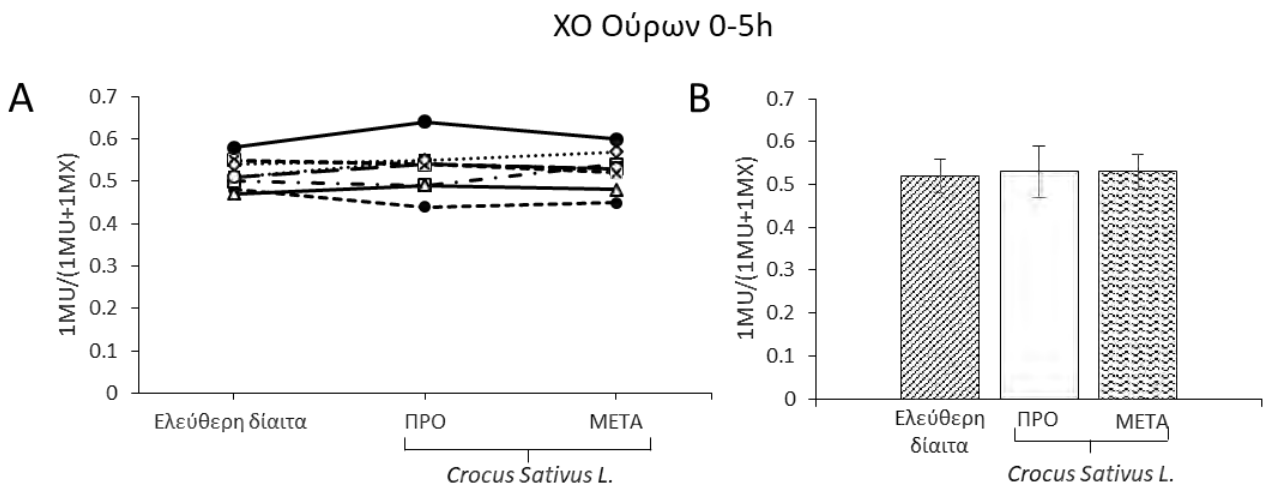 ΧΟ Ούρων 0-5h
A
1MU/(1MU+1MX)
0.7
0.6
0.5
0.4
0.3
0.2
0.1
0
Ελεύθερη δίαιτα
ΠΡΟ
ΜΕΤΑ
Crocus Sativus L.
B
1MU/(1MU+1MX)
0.7
0.6
0.5
0.4
0.3
0.2
0.1
0
Ελεύθερη
δίαιτα
ΠΡΟ
ΜΕΤΑ
Crocus Sativus L.